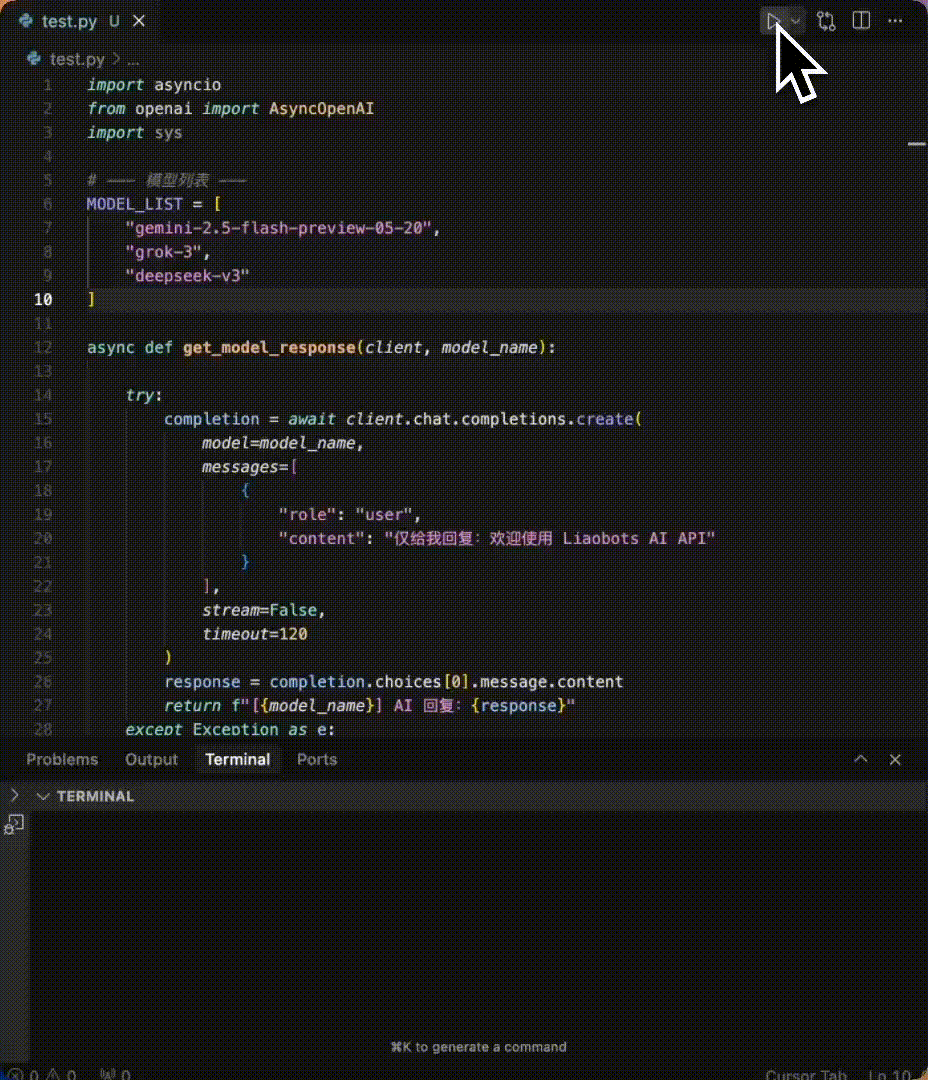 test.py U
test.py > ...
1 import asyncio
2 from openai import AsyncOpenAI
3 import sys
4
5 # —— 模型列表 ——
6 MODEL_LIST = [
7 "gemini-2.5-flash-preview-05-20",
8 "grok-3",
9 "deepseek-v3"
10 ]
11
12 async def get_model_response(client, model_name):
13
14 try:
15 completion = await client.chat.completions.create(
16 model=model_name,
17 messages=[
18 {
19 "role": "user",
20 "content": "仅给我回复: 欢迎使用 Liaobots AI API"
21 }
22 ],
23 stream=False,
24 timeout=120
25 )
26 response = completion.choices[0].message.content
27 return f"[{model_name}] AI 回复: {response}"
28 except Exception as e:
Problems Output Terminal Ports
TERMINAL
⌘K to generate a command
0 0 0 Cursor Tab Ln 10